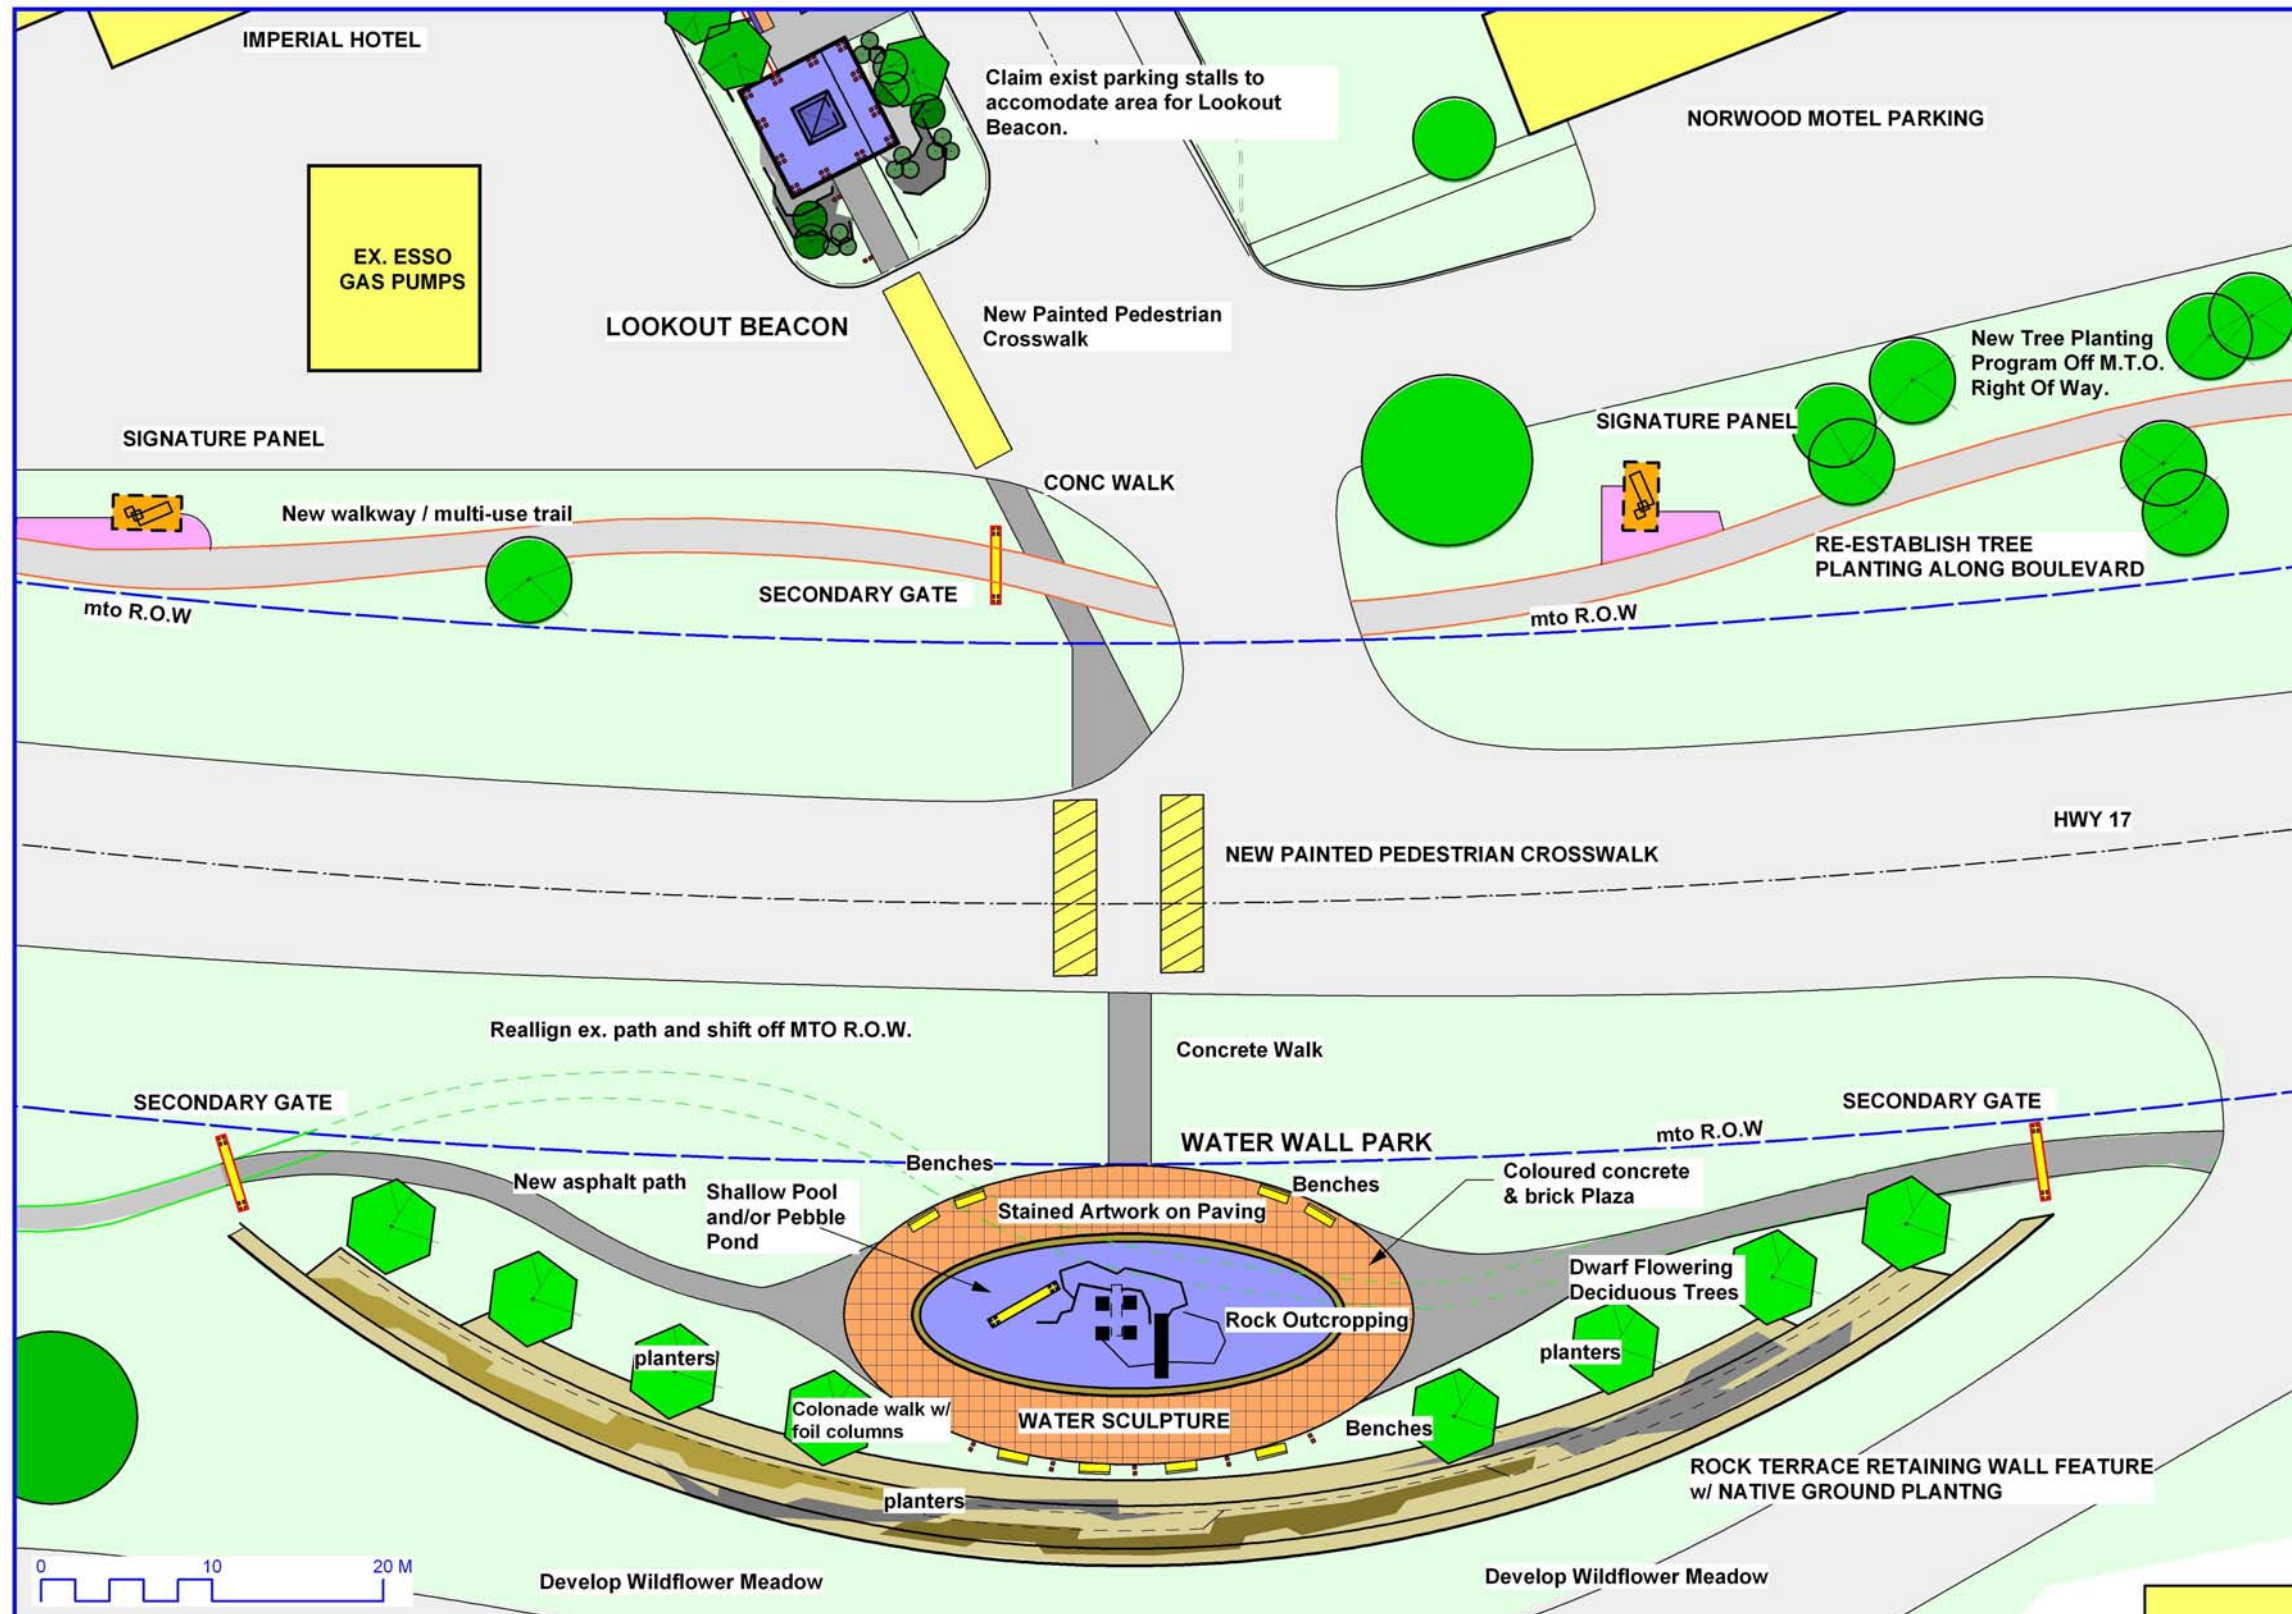 IMPERIAL HOTEL
Claim exist parking stalls to
accomodate area for Lookout
Beacon.
NORWOOD MOTEL PARKING
EX. ESSO
GAS PUMPS
LOOKOUT BEACON
New Painted Pedestrian
Crosswalk
New Tree Planting
Program Off M.T.O.
Right Of Way.
SIGNATURE PANEL
SIGNATURE PANEL
CONC WALK
New walkway / multi-use trail
RE-ESTABLISH TREE
PLANTING ALONG BOULEVARD
SECONDARY GATE
mto R.O.W
mto R.O.W
HWY 17
NEW PAINTED PEDESTRIAN CROSSWALK
Reallign ex. path and shift off MTO R.O.W.
Concrete Walk
SECONDARY GATE
SECONDARY GATE
WATER WALL PARK
mto R.O.W
Benches
New asphalt path
Shallow Pool
and/or Pebble
Pond
Benches
Coloured concrete
& brick Plaza
Stained Artwork on Paving
Dwarf Flowering
Deciduous Trees
Rock Outcropping
planters
planters
Colonade walk w/
foil columns
WATER SCULPTURE
Benches
planters
ROCK TERRACE RETAINING WALL FEATURE
w/ NATIVE GROUND PLANTNG
0 10 20 M
Develop Wildflower Meadow
Develop Wildflower Meadow